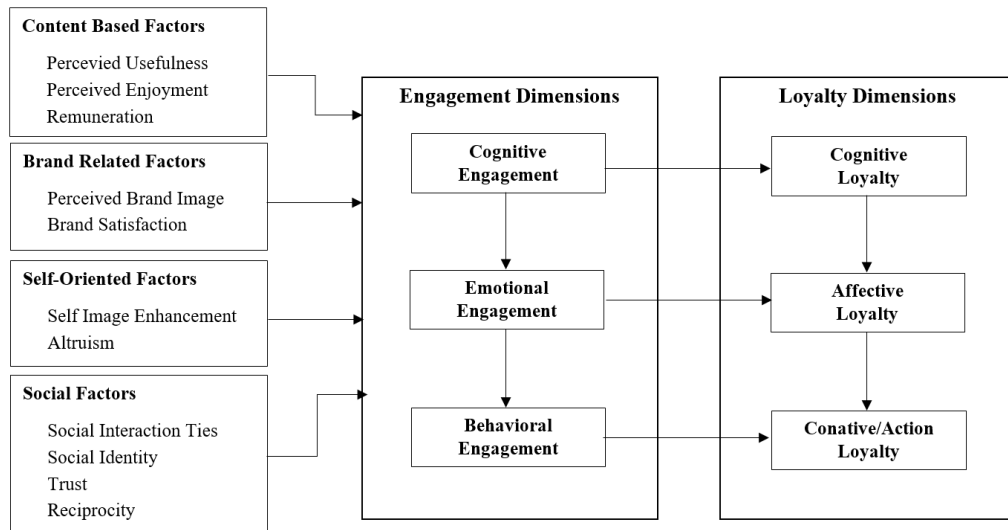 Content Based Factors
Percevied Usefulness
Perceived Enjoyment
Remuneration
Brand Related Factors
Perceived Brand Image
Brand Satisfaction
Self-Oriented Factors
Self Image Enhancement
Altruism
Social Factors
Social Interaction Ties
Social Identity
Trust
Reciprocity
Engagement Dimensions
Cognitive
Engagement
Emotional
Engagement
Behavioral
Engagement
Loyalty Dimensions
Cognitive
Loyalty
Affective
Loyalty
Conative/Action
Loyalty